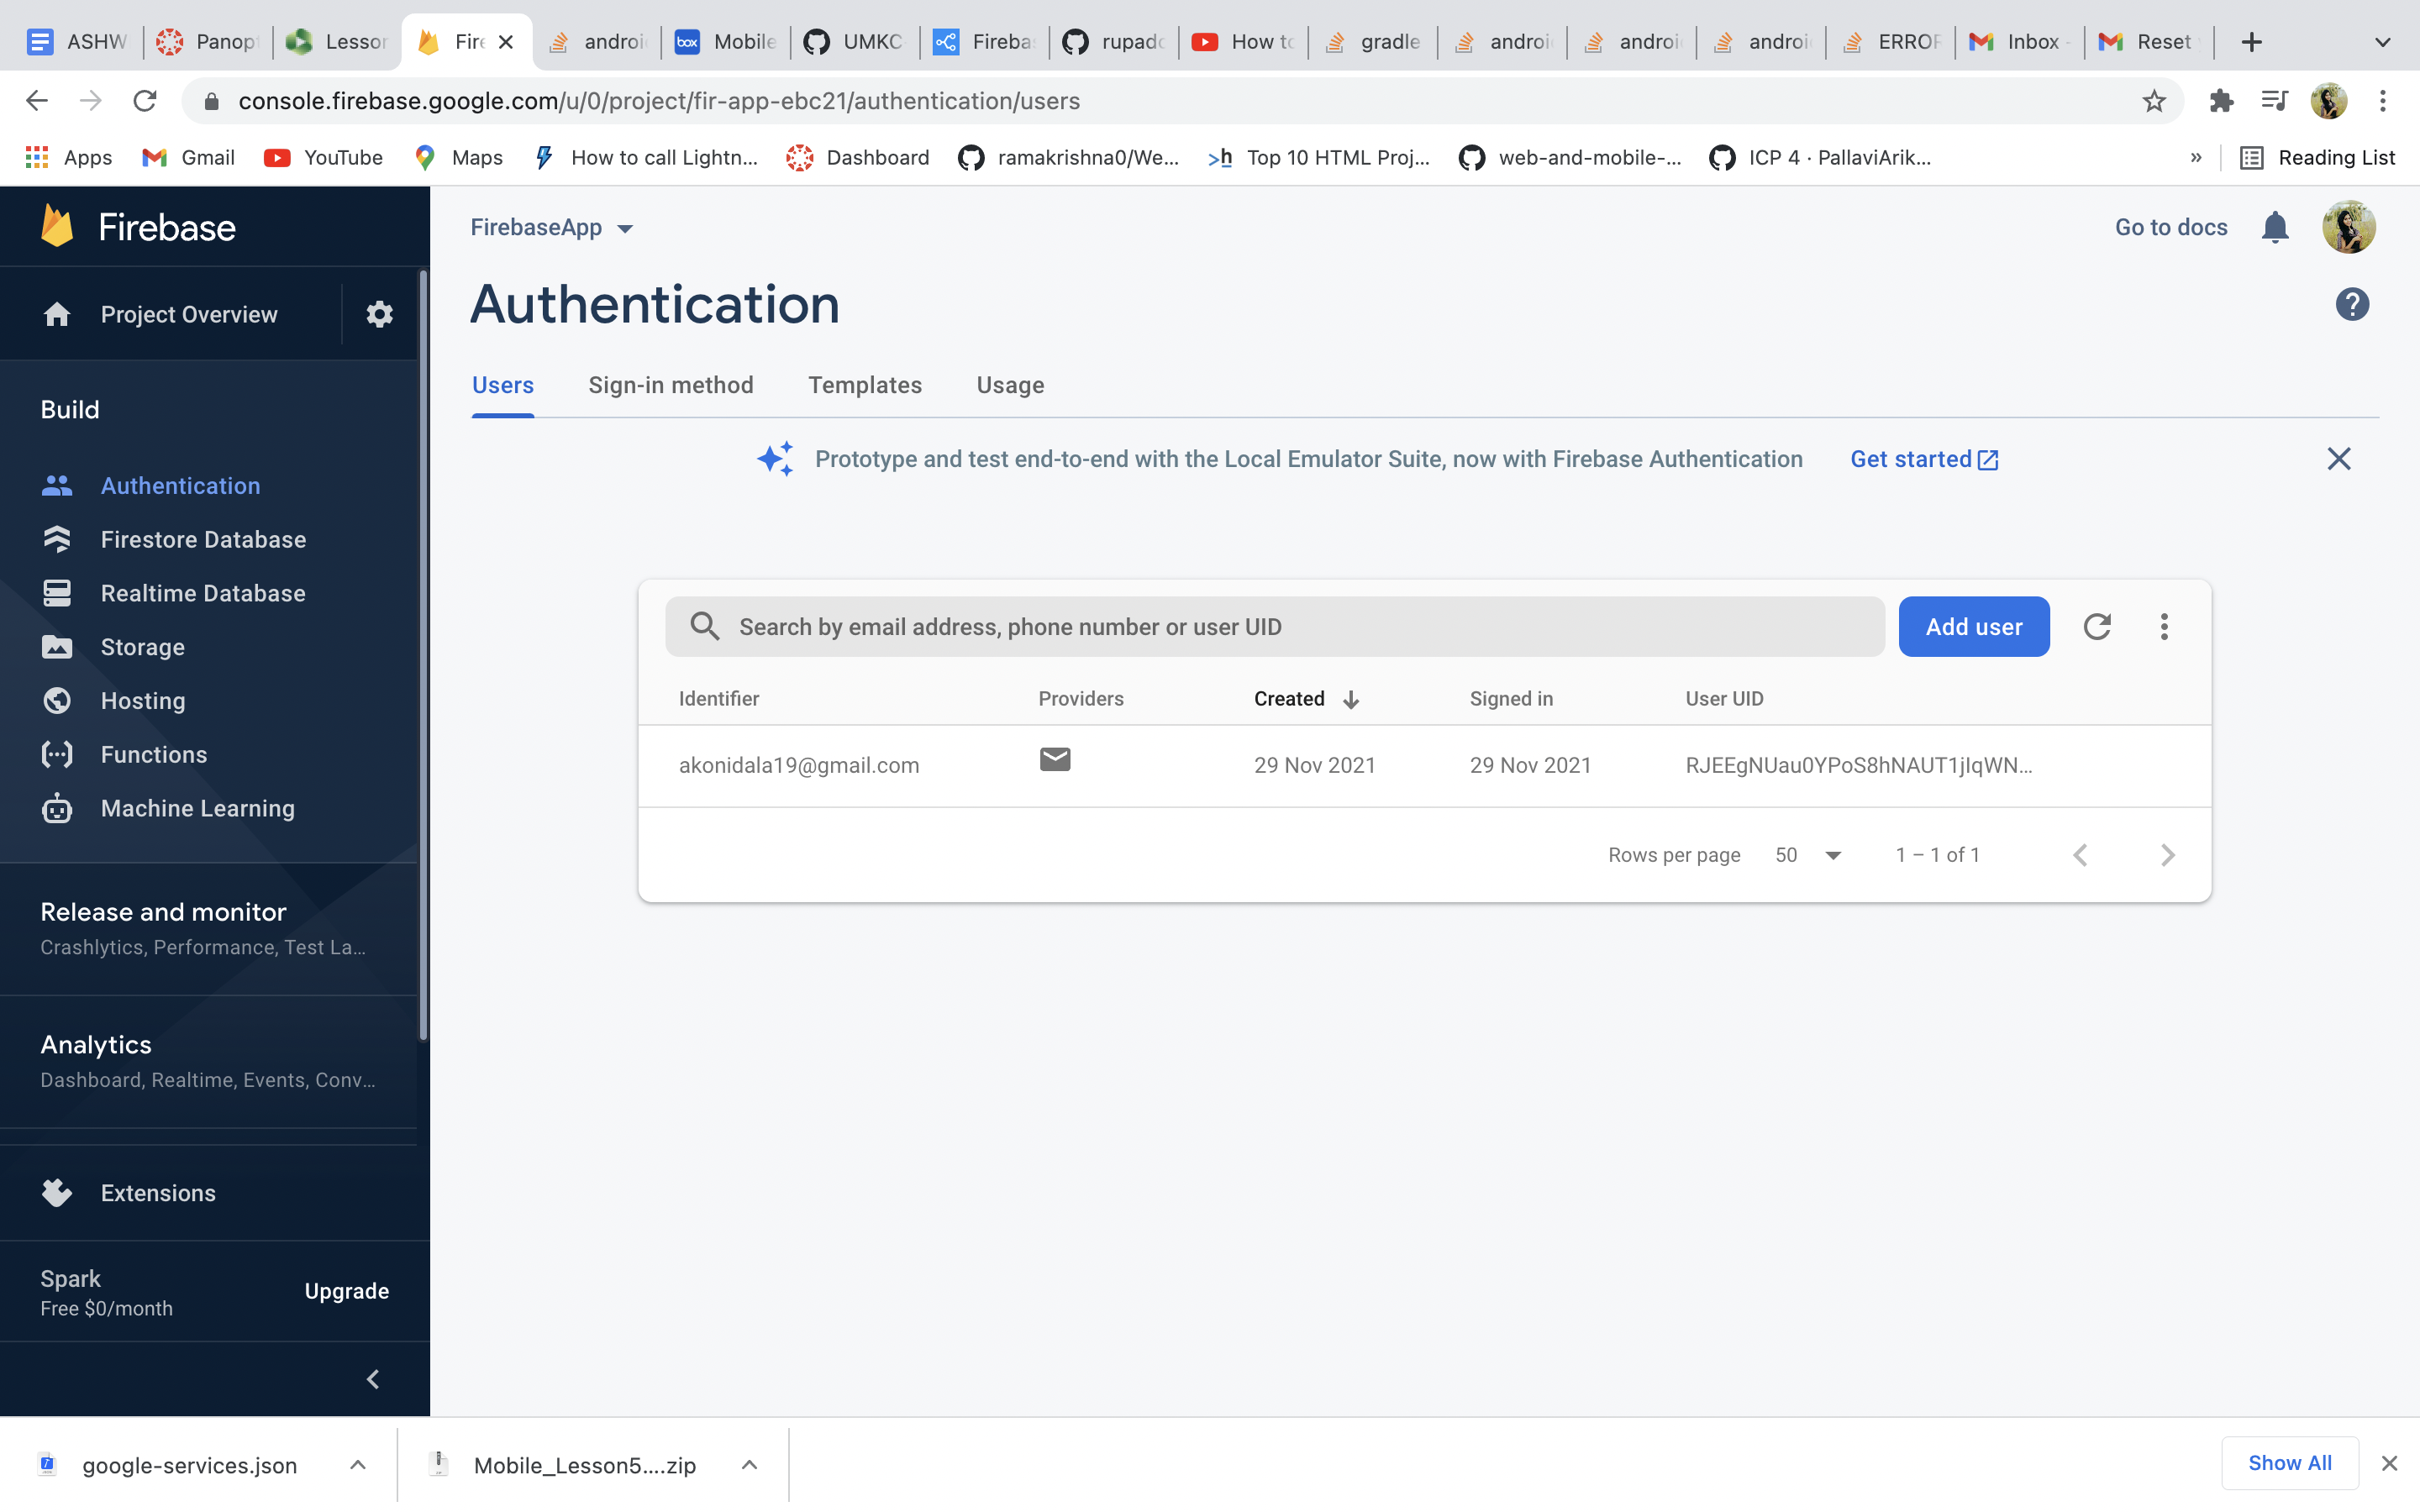 ASHW
Panop
Lesson
Fire
androi
Mobile
UMKC
Fireba
rupado
How to
gradle
androi
androi
androi
ERROR
Inbox -
Reset
console.firebase.google.com/u/0/project/fir-app-ebc21/authentication/users
Apps
Gmail
YouTube
Maps
How to call Lightn...
Dashboard
ramakrishna0/We...
Top 10 HTML Proj...
web-and-mobile-...
ICP 4 · PallaviArik...
»
Reading List
Firebase
FirebaseApp
Go to docs
Project Overview
Authentication
Users
Sign-in method
Templates
Usage
Prototype and test end-to-end with the Local Emulator Suite, now with Firebase Authentication
Get started
Build
Authentication
Firestore Database
Realtime Database
Storage
Hosting
Functions
Machine Learning
Release and monitor
Crashlytics, Performance, Test La...
Analytics
Dashboard, Realtime, Events, Conv...
Extensions
Spark
Free $0/month
Upgrade
Search by email address, phone number or user UID
Add user
Identifier
Providers
Created
Signed in
User UID
akonidala19@gmail.com
29 Nov 2021
29 Nov 2021
RJEEgNUau0YPoS8hNAUT1jIqWN...
Rows per page
50
1 – 1 of 1
google-services.json
Mobile_Lesson5....zip
Show All